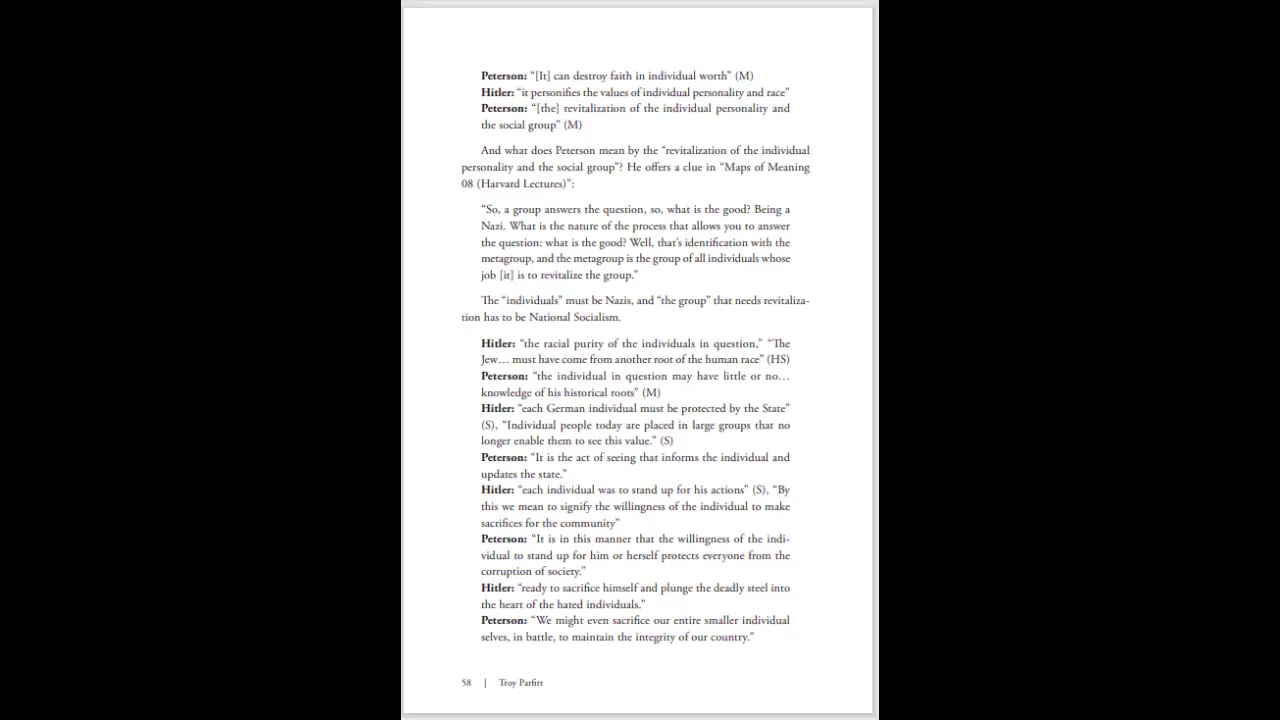 Peterson: “[It] can destroy faith in individual worth” (M)
Hitler: “it personifies the values of individual personality and race”
Peterson: “[the] revitalization of the individual personality and
the social group” (M)
And what does Peterson mean by the “revitalization of the individual
personality and the social group”? He offers a clue in “Maps of Meaning
08 (Harvard Lectures)”:
“So, a group answers the question, so, what is the good? Being a
Nazi. What is the nature of the process that allows you to answer
the question: what is the good? Well, that’s identification with the
metagroup, and the metagroup is the group of all individuals whose
job [it] is to revitalize the group.”
The “individuals” must be Nazis, and “the group” that needs revitaliza-
tion has to be National Socialism.
Hitler: “the racial purity of the individuals in question,” “The
Jew… must have come from another root of the human race” (HS)
Peterson: “the individual in question may have little or no…
knowledge of his historical roots” (M)
Hitler: “each German individual must be protected by the State”
(S), “Individual people today are placed in large groups that no
longer enable them to see this value.” (S)
Peterson: “It is the act of seeing that informs the individual and
updates the state.”
Hitler: “each individual was to stand up for his actions” (S), “By
this we mean to signify the willingness of the individual to make
sacrifices for the community”
Peterson: “It is in this manner that the willingness of the indi-
vidual to stand up for him or herself protects everyone from the
corruption of society.”
Hitler: “ready to sacrifice himself and plunge the deadly steel into
the heart of the hated individuals.”
Peterson: “We might even sacrifice our entire smaller individual
selves, in battle, to maintain the integrity of our country.”
58 | Troy Parfitt